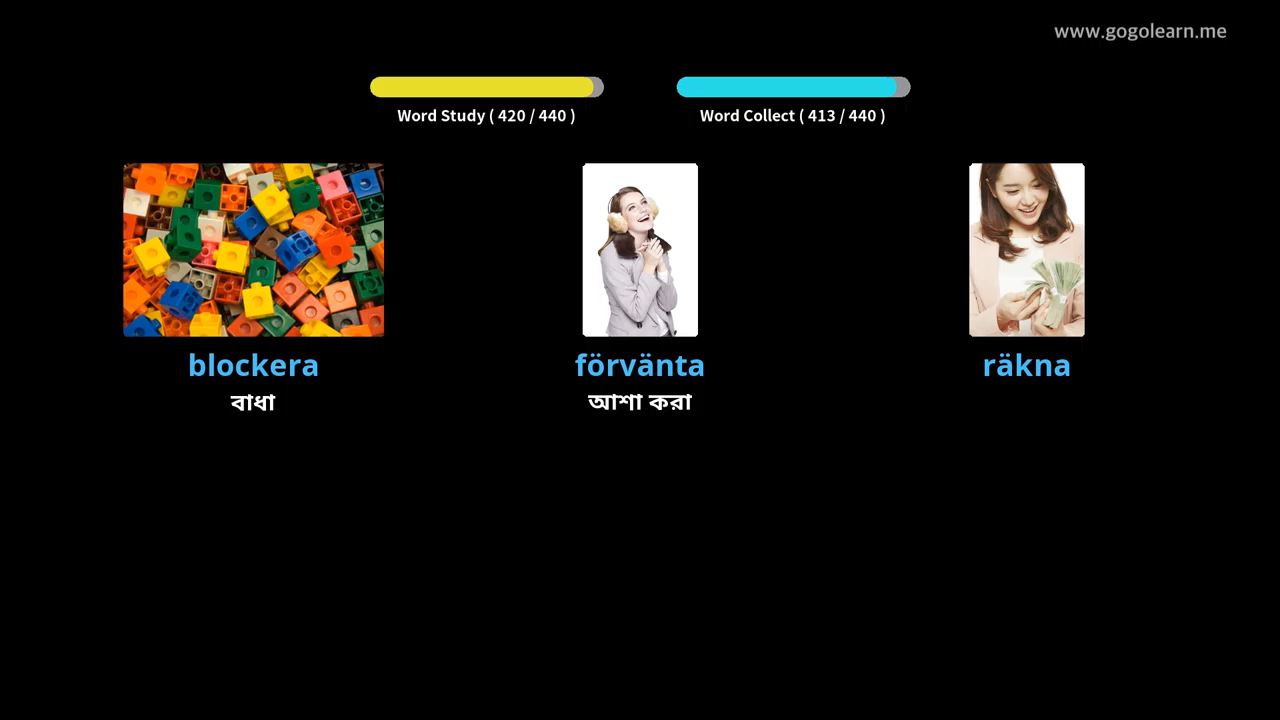 www.gogolearn.me
Word Study ( 420 / 440 )
Word Collect ( 413 / 440 )
blockera
förvänta
räkna
বাধা
আশা করা